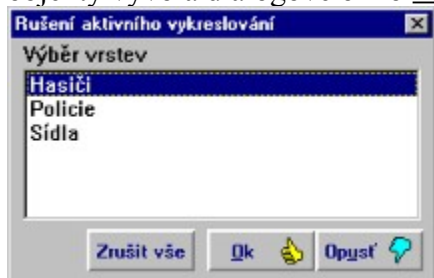 Rušení aktivního vykreslování
Výběr vrstev
Hasiči
Policie
Sídla
Zrušit vše Ok Opusť